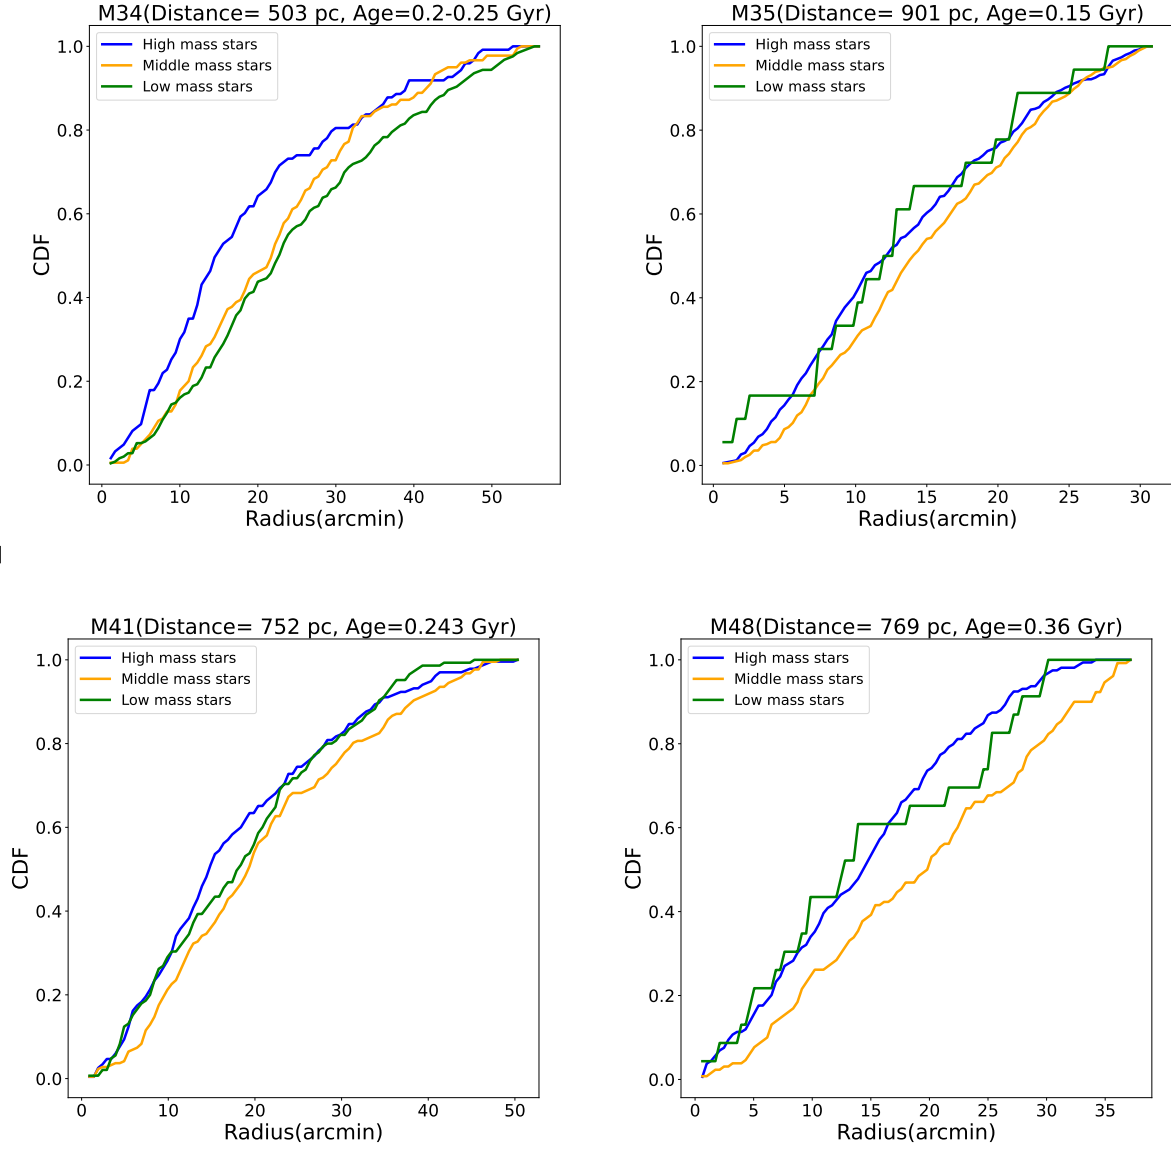 M34(Distance= 503 pc, Age=0.2-0.25 Gyr)
1.0
0.8
0.6
0.4
0.2
0.0
CDF
High mass stars
Middle mass stars
Low mass stars
0 10 20 30 40 50
Radius(arcmin)
M35(Distance= 901 pc, Age=0.15 Gyr)
1.0
0.8
0.6
0.4
0.2
0.0
CDF
High mass stars
Middle mass stars
Low mass stars
0 5 10 15 20 25 30
Radius(arcmin)
M41(Distance= 752 pc, Age=0.243 Gyr)
1.0
0.8
0.6
0.4
0.2
0.0
CDF
High mass stars
Middle mass stars
Low mass stars
0 10 20 30 40 50
Radius(arcmin)
M48(Distance= 769 pc, Age=0.36 Gyr)
1.0
0.8
0.6
0.4
0.2
0.0
CDF
High mass stars
Middle mass stars
Low mass stars
0 5 10 15 20 25 30 35
Radius(arcmin)